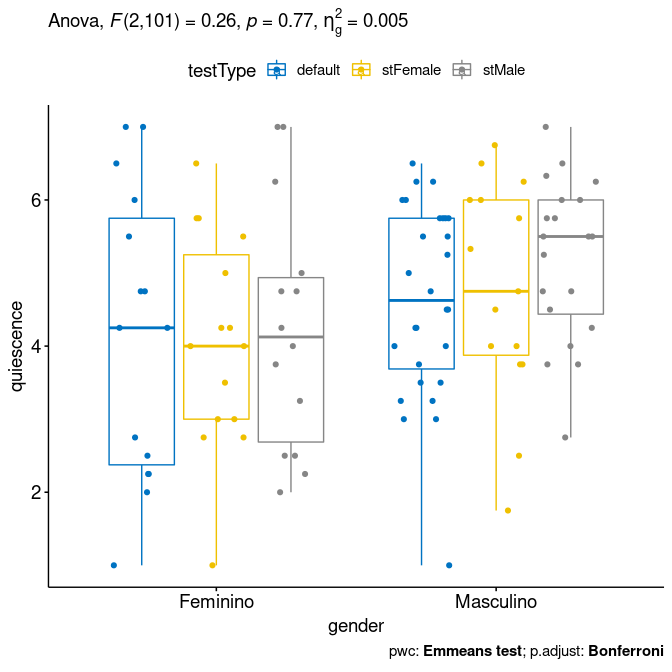 Anova, F(2,101) = 0.26, p = 0.77, η²g = 0.005
testType default stFemale stMale
6
4
2
quiescence
Feminino Masculino
gender
pwc: Emmeans test; p.adjust: Bonferroni